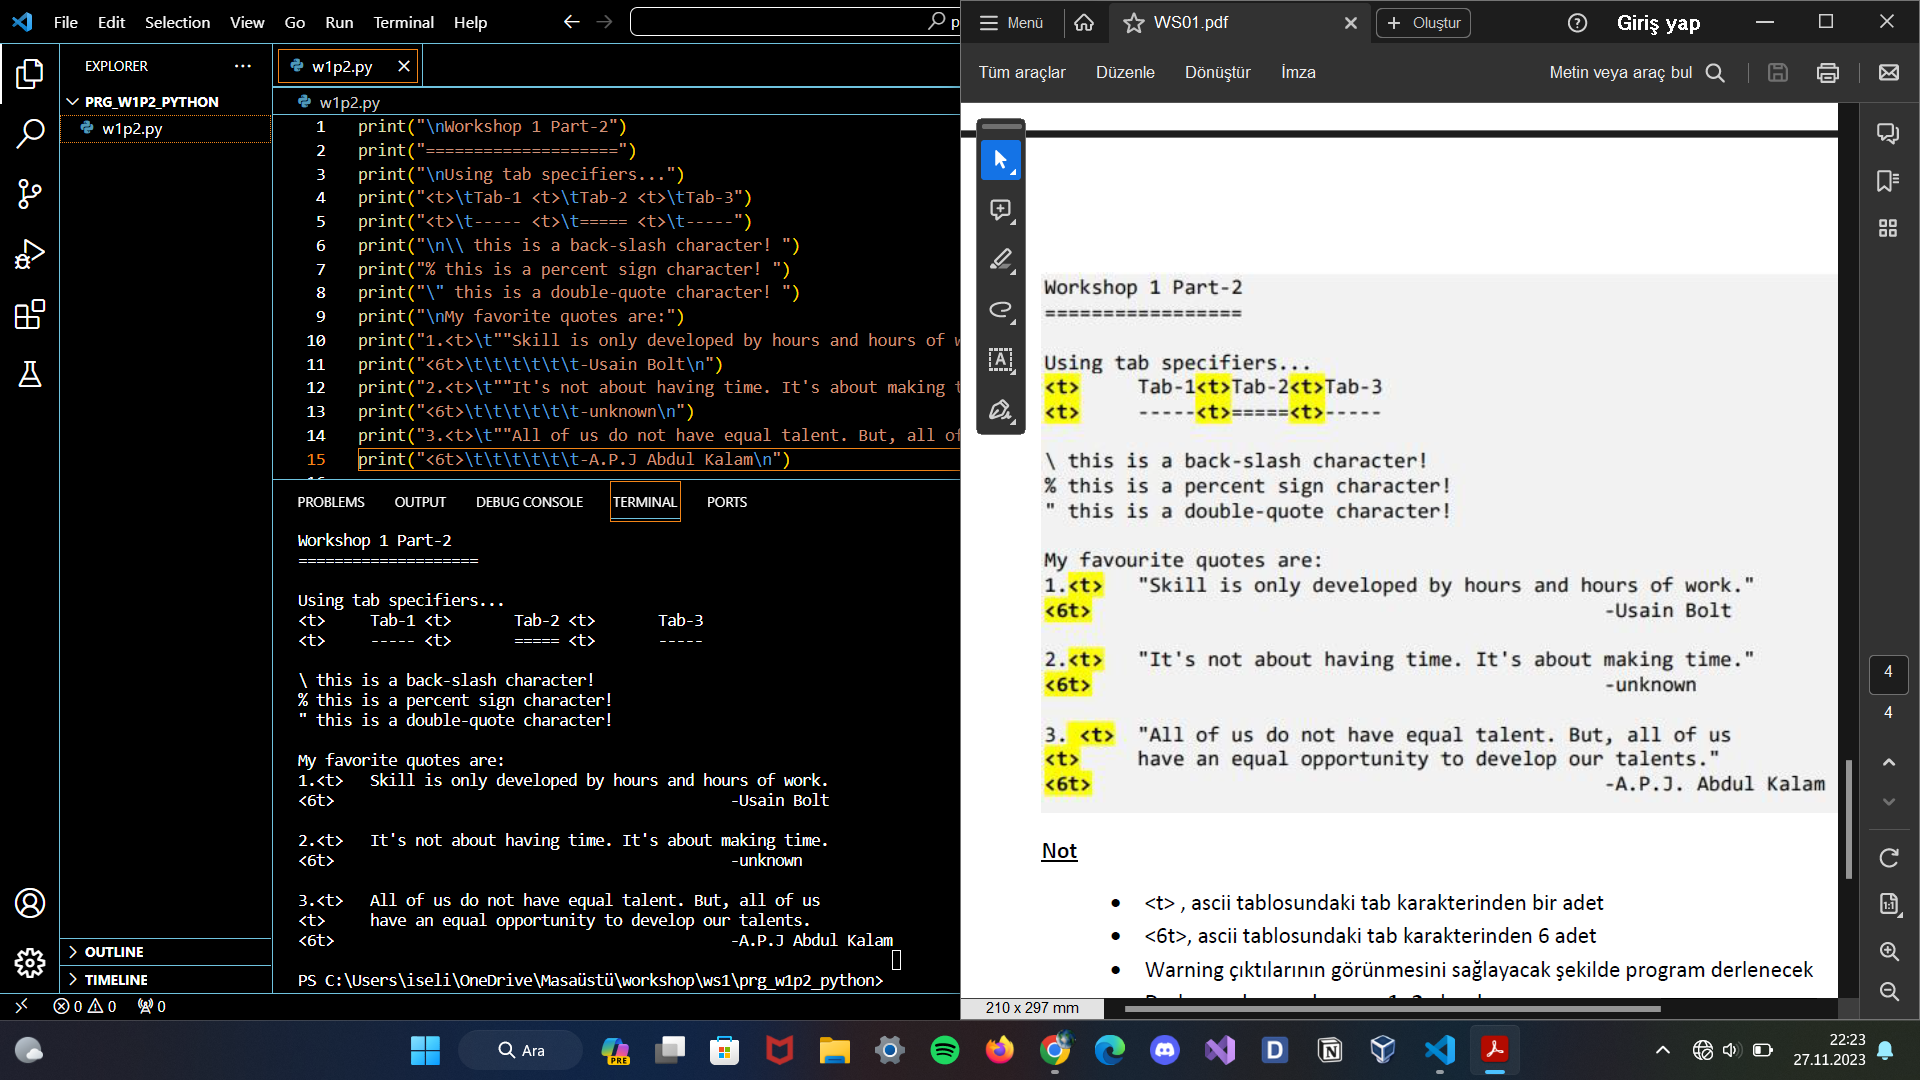 File Edit Selection View Go Run Terminal Help
EXPLORER
PRG_W1P2_PYTHON
w1p2.py
OUTLINE
TIMELINE
w1p2.py
w1p2.py
1 print("\nWorkshop 1 Part-2")
2 print("====================")
3 print("\nUsing tab specifiers...")
4 print("<t>\tTab-1 <t>\tTab-2 <t>\tTab-3")
5 print("<t>\t----- <t>\t===== <t>\t-----")
6 print("\n\\ this is a back-slash character! ")
7 print("% this is a percent sign character! ")
8 print("\" this is a double-quote character! ")
9 print("\nMy favorite quotes are:")
10 print("1.<t>\t""Skill is only developed by hours and hours of
11 print("<6t>\t\t\t\t\t\t-Usain Bolt\n")
12 print("2.<t>\t""It's not about having time. It's about making
13 print("<6t>\t\t\t\t\t\t-unknown\n")
14 print("3.<t>\t""All of us do not have equal talent. But, all of
15 print("<6t>\t\t\t\t\t\t-A.P.J Abdul Kalam\n")
PROBLEMS OUTPUT DEBUG CONSOLE TERMINAL PORTS
Workshop 1 Part-2
====================
Using tab specifiers...
<t> Tab-1 <t> Tab-2 <t> Tab-3
<t> ----- <t> ===== <t> -----
\ this is a back-slash character!
% this is a percent sign character!
" this is a double-quote character!
My favorite quotes are:
1.<t> Skill is only developed by hours and hours of work.
<6t> -Usain Bolt
2.<t> It's not about having time. It's about making time.
<6t> -unknown
3.<t> All of us do not have equal talent. But, all of us
<t> have an equal opportunity to develop our talents.
<6t> -A.P.J Abdul Kalam
PS C:\Users\iseli\OneDrive\Masaüstü\workshop\ws1\prg_w1p2_python>
0 0 0
Menü WS01.pdf Oluştur Giriş yap
Tüm araçlar Düzenle Dönüştür İmza Metin veya araç bul
Workshop 1 Part-2
=================
Using tab specifiers...
<t> Tab-1<t>Tab-2<t>Tab-3
<t> -----<t>=====<t>-----
\ this is a back-slash character!
% this is a percent sign character!
" this is a double-quote character!
My favourite quotes are:
1.<t> "Skill is only developed by hours and hours of work."
<6t> -Usain Bolt
2.<t> "It's not about having time. It's about making time."
<6t> -unknown
3. <t> "All of us do not have equal talent. But, all of us
<t> have an equal opportunity to develop our talents."
<6t> -A.P.J. Abdul Kalam
Not
• <t> , ascii tablosundaki tab karakterinden bir adet
• <6t>, ascii tablosundaki tab karakterinden 6 adet
• Warning çıktılarının görünmesini sağlayacak şekilde program derlenecek
210 x 297 mm
4
4
1:1
Ara
PRE
22:23
27.11.2023